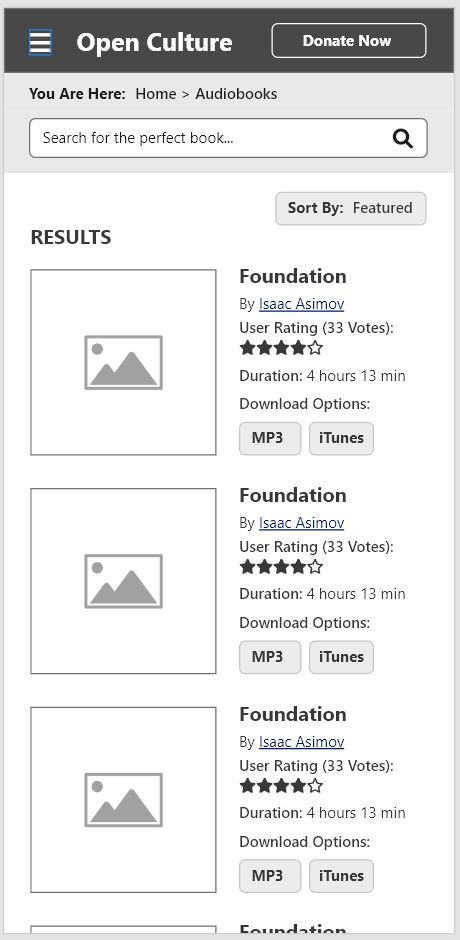 Open Culture
Donate Now
You Are Here: Home > Audiobooks
Search for the perfect book...
Sort By: Featured
RESULTS
Foundation
By Isaac Asimov
User Rating (33 Votes):
Duration: 4 hours 13 min
Download Options:
MP3
iTunes
Foundation
By Isaac Asimov
User Rating (33 Votes):
Duration: 4 hours 13 min
Download Options:
MP3
iTunes
Foundation
By Isaac Asimov
User Rating (33 Votes):
Duration: 4 hours 13 min
Download Options:
MP3
iTunes
Foundation